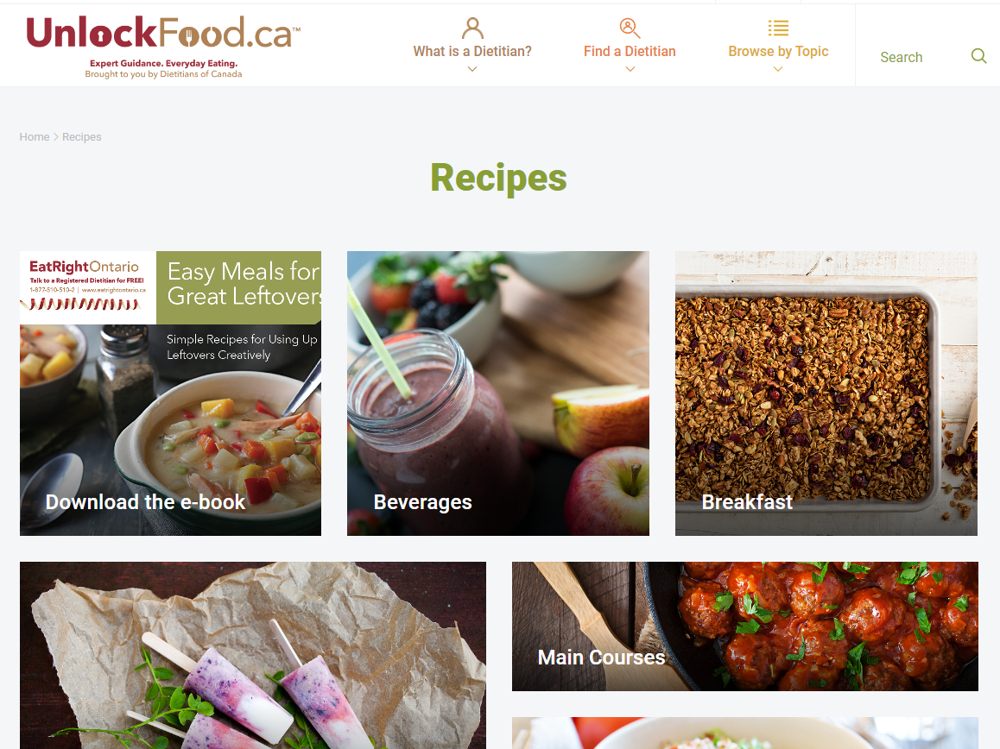 UnlockFood.ca™
Expert Guidance. Everyday Eating.
Brought to you by Dietitians of Canada
What is a Dietitian?
Find a Dietitian
Browse by Topic
Search
Home > Recipes
Recipes
EatRightOntario
Talk to a Registered Dietitian for FREE!
1-877-510-510-2 | www.eatrightontario.ca
Easy Meals for
Great Leftovers
Simple Recipes for Using Up
Leftovers Creatively
Download the e-book
Beverages
Breakfast
Main Courses